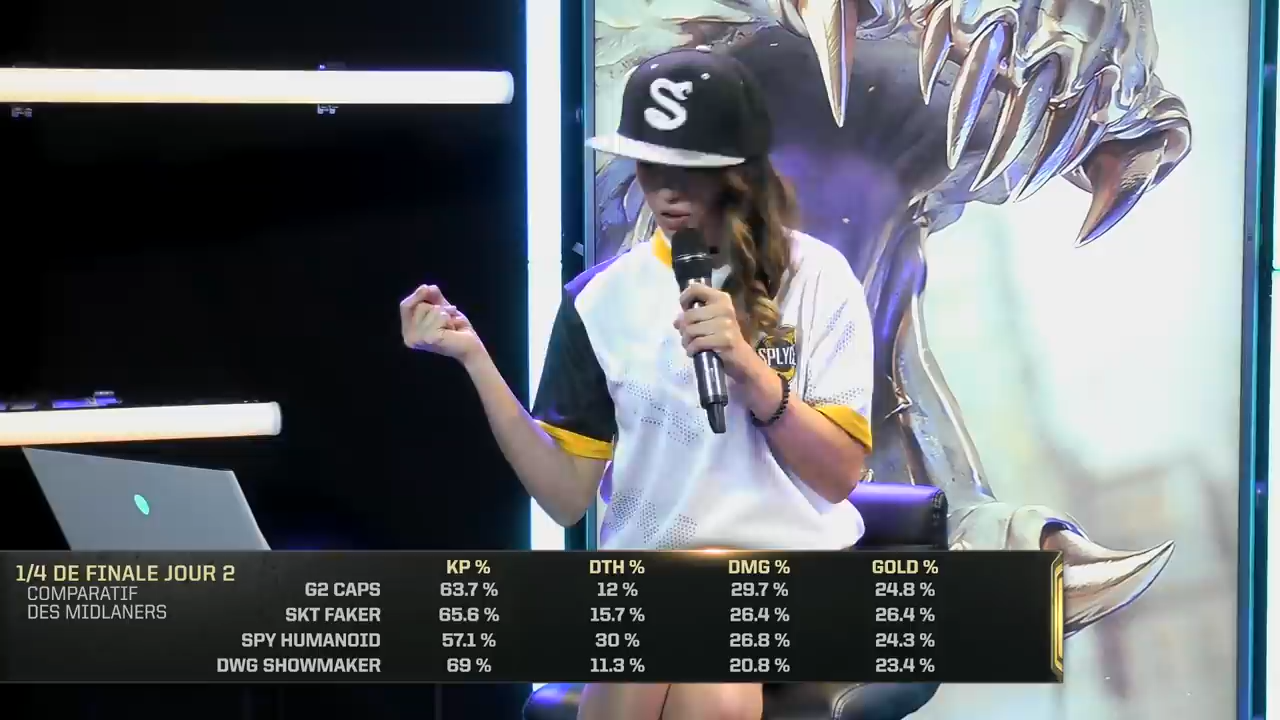 S
SPLYCE
1/4 DE FINALE JOUR 2
COMPARATIF
DES MIDLANERS
KP % DTH % DMG % GOLD %
G2 CAPS 63.7 % 12 % 29.7 % 24.8 %
SKT FAKER 65.6 % 15.7 % 26.4 % 26.4 %
SPY HUMANOID 57.1 % 30 % 26.8 % 24.3 %
DWG SHOWMAKER 69 % 11.3 % 20.8 % 23.4 %